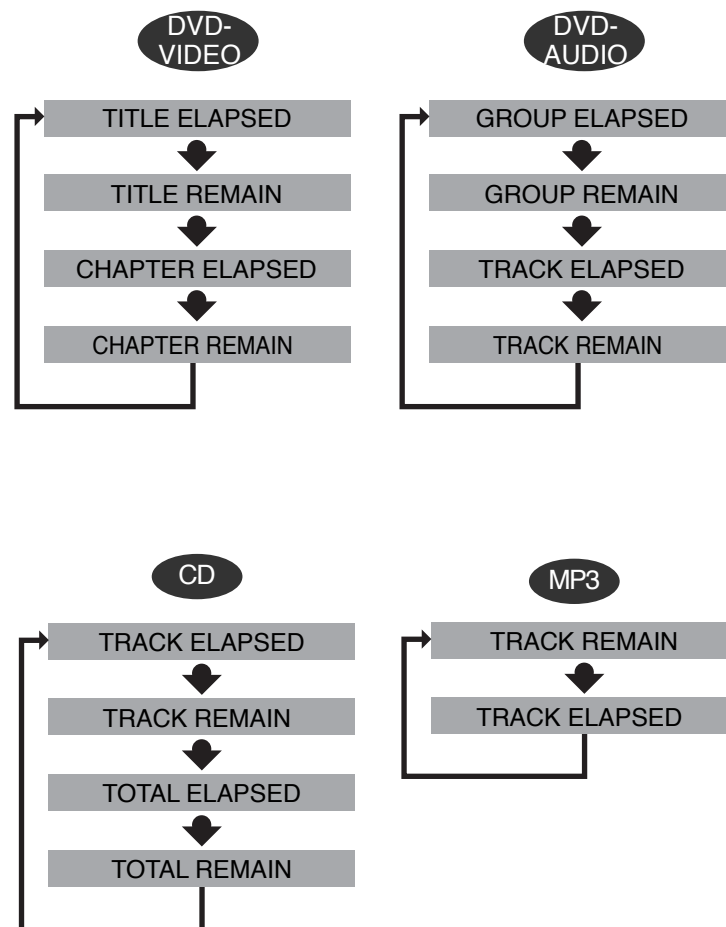 DVD-
VIDEO
TITLE ELAPSED
TITLE REMAIN
CHAPTER ELAPSED
CHAPTER REMAIN
DVD-
AUDIO
GROUP ELAPSED
GROUP REMAIN
TRACK ELAPSED
TRACK REMAIN
CD
TRACK ELAPSED
TRACK REMAIN
TOTAL ELAPSED
TOTAL REMAIN
MP3
TRACK REMAIN
TRACK ELAPSED